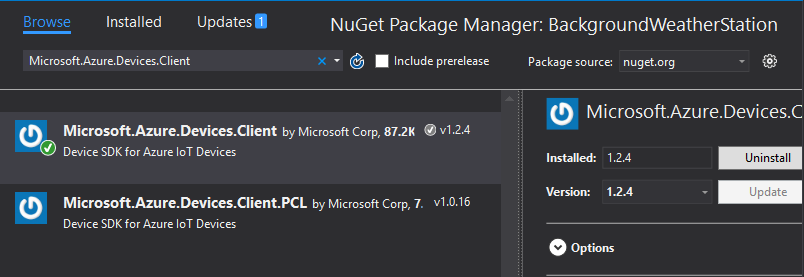 Browse Installed Updates 1 NuGet Package Manager: BackgroundWeatherStation
Microsoft.Azure.Devices.Client Include prerelease Package source: nuget.org
Microsoft.Azure.Devices.Client by Microsoft Corp, 87.2K v1.2.4
Device SDK for Azure IoT Devices
Microsoft.Azure.Devices.Client.PCL by Microsoft Corp, 7. v1.0.16
Device SDK for Azure IoT Devices
Microsoft.Azure.Devices.C
Installed: 1.2.4 Uninstall
Version: 1.2.4 Update
Options